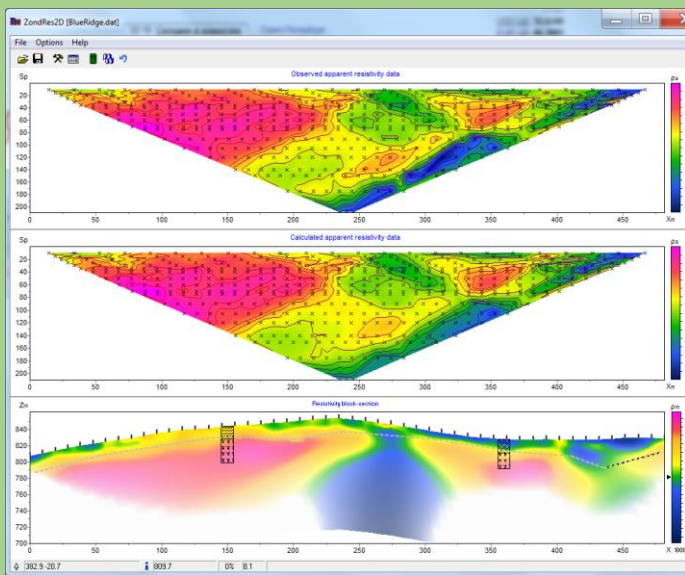 ZondRes2D [BlueRidge.dat]
File Options Help
Observed apparent resistivity data
Sp
ρa
20
40
60
80
100
120
140
160
180
200
0 50 100 150 200 250 300 350 400 450 Xm
Calculated apparent resistivity data
Sp
ρa
20
40
60
80
100
120
140
160
180
200
0 50 100 150 200 250 300 350 400 450 Xm
Resistivity block-section
Zm
ρm
840
820
800
780
760
740
720
700
0 50 100 150 200 250 300 350 400 450
382.9 -20.7 809.7 0% 8.1